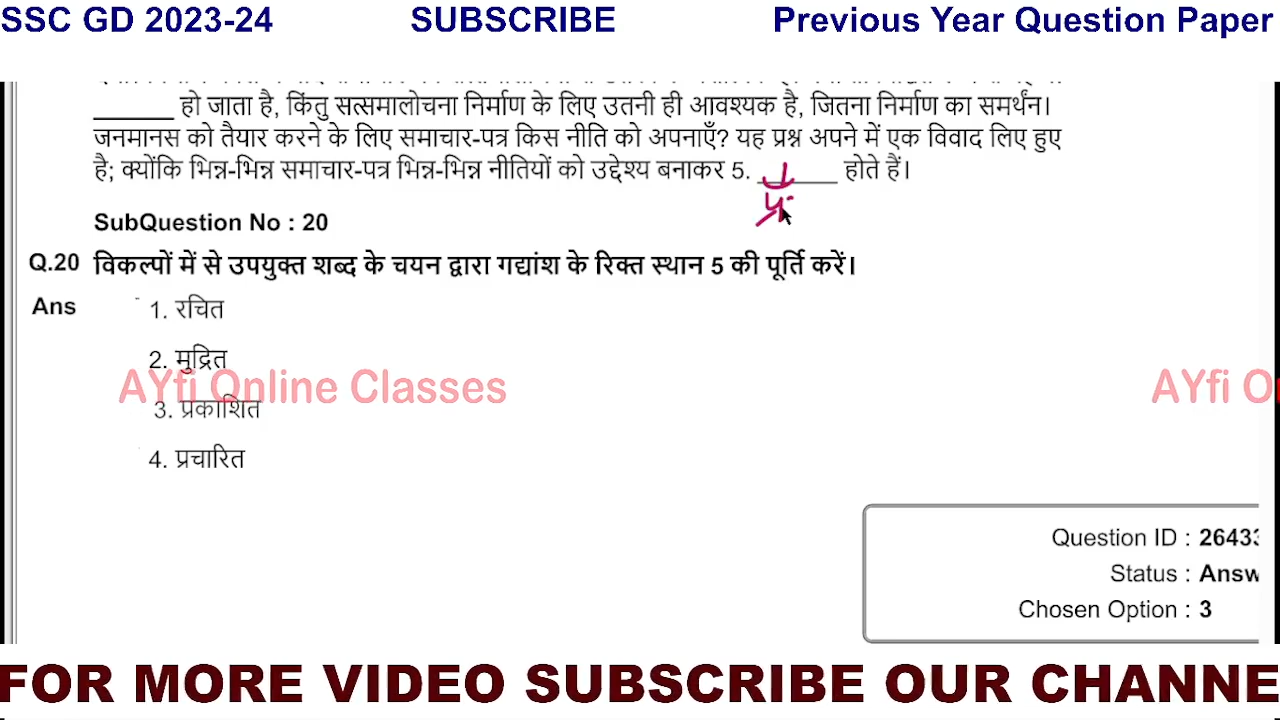 SSC GD 2023-24 SUBSCRIBE Previous Year Question Paper
______ हो जाता है, किंतु सत्समालोचना निर्माण के लिए उतनी ही आवश्यक है, जितना निर्माण का समर्थंन।
जनमानस को तैयार करने के लिए समाचार-पत्र किस नीति को अपनाएँ? यह प्रश्न अपने में एक विवाद लिए हुए
है; क्योंकि भिन्न-भिन्न समाचार-पत्र भिन्न-भिन्न नीतियों को उद्देश्य बनाकर 5. ______ होते हैं।
SubQuestion No : 20
Q.20 विकल्पों में से उपयुक्त शब्द के चयन द्वारा गद्यांश के रिक्त स्थान 5 की पूर्ति करें।
Ans 1. रचित
2. मुद्रित
AYfi Online Classes AYfi O
3. प्रकाशित
4. प्रचारित
Question ID : 26433
Status : Answ
Chosen Option : 3
FOR MORE VIDEO SUBSCRIBE OUR CHANNE